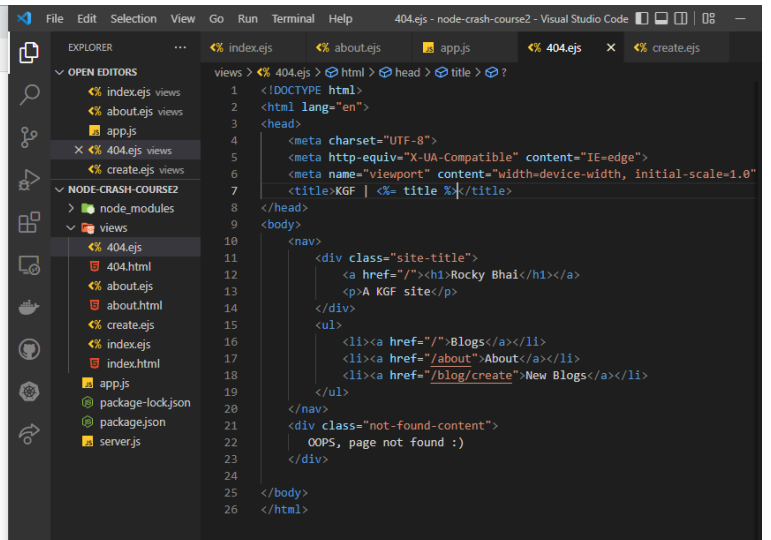 File Edit Selection View Go Run Terminal Help 404.ejs - node-crash-course2 - Visual Studio Code
EXPLORER
OPEN EDITORS
index.ejs views
about.ejs views
app.js
404.ejs views
create.ejs views
NODE-CRASH-COURSE2
node_modules
views
404.ejs
404.html
about.ejs
about.html
create.ejs
index.ejs
index.html
app.js
package-lock.json
package.json
server.js
index.ejs about.ejs app.js 404.ejs create.ejs
views > 404.ejs > html > head > title > ?
1 <!DOCTYPE html>
2 <html lang="en">
3 <head>
4 <meta charset="UTF-8">
5 <meta http-equiv="X-UA-Compatible" content="IE=edge">
6 <meta name="viewport" content="width=device-width, initial-scale=1.0"
7 <title>KGF | <%= title %></title>
8 </head>
9 <body>
10 <nav>
11 <div class="site-title">
12 <a href="/"><h1>Rocky Bhai</h1></a>
13 <p>A KGF site</p>
14 </div>
15 <ul>
16 <li><a href="/">Blogs</a></li>
17 <li><a href="/about">About</a></li>
18 <li><a href="/blog/create">New Blogs</a></li>
19 </ul>
20 </nav>
21 <div class="not-found-content">
22 OOPS, page not found :)
23 </div>
24
25 </body>
26 </html>